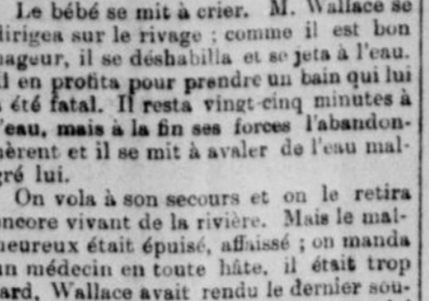 Le bébé se mit à crier. M. Wallace se
dirigea sur le rivage ; comme il est bon
nageur, il se déshabilla et se jeta à l'eau.
Il en profita pour prendre un bain qui lui
a été fatal. Il resta vingt-cinq minutes à
l'eau, mais à la fin ses forces l'abandon-
nèrent et il se mit à avaler de l'eau mal-
gré lui.
On vola à son secours et on le retira
encore vivant de la rivière. Mais le mal-
heureux était épuisé, affaissé ; on manda
un médecin en toute hâte, il était trop
tard, Wallace avait rendu le dernier sou-